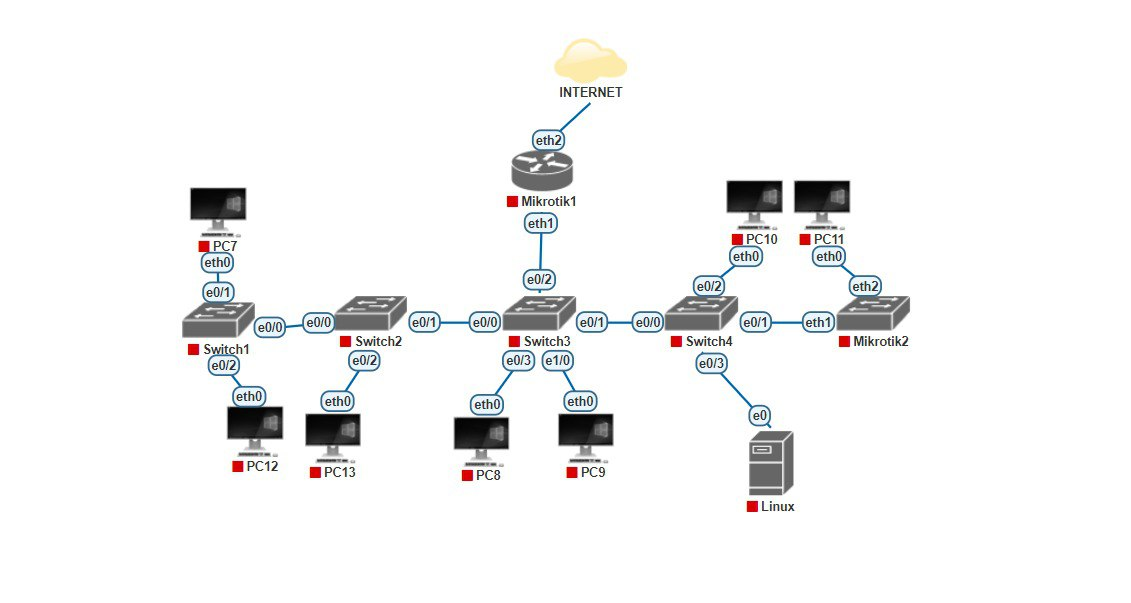 INTERNET
eth2
Mikrotik1
eth1
e0/2
PC7
eth0
e0/1
PC10
PC11
eth0
eth0
e0/2
eth2
e0/0
e0/0
e0/1
e0/0
e0/1
e0/0
e0/1
eth1
Switch1
Switch2
Switch3
Switch4
Mikrotik2
e0/2
e0/2
e0/3
e1/0
e0/3
eth0
eth0
eth0
eth0
e0
PC12
PC13
PC8
PC9
Linux